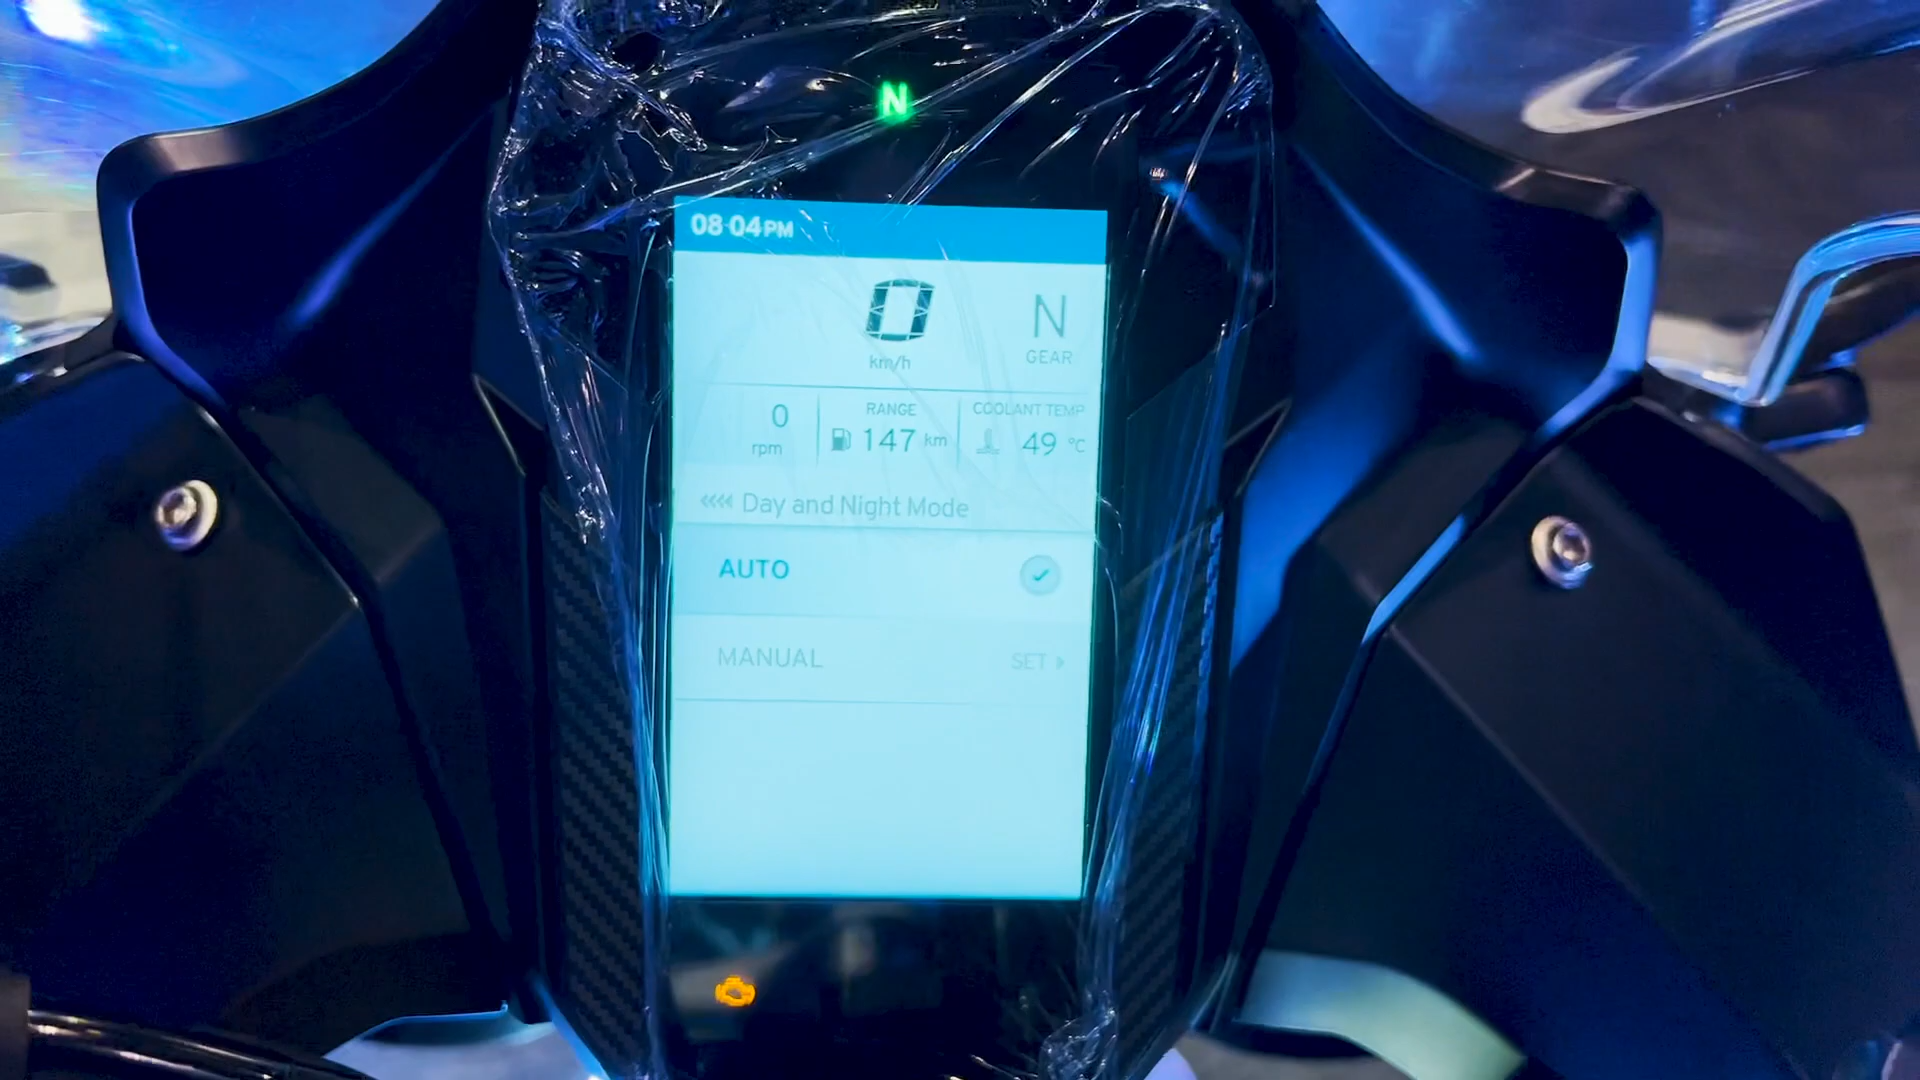 N
08:04PM
0
km/h
N
GEAR
0
rpm
RANGE
147 km
COOLANT TEMP
49 °C
Day and Night Mode
AUTO
MANUAL
SET